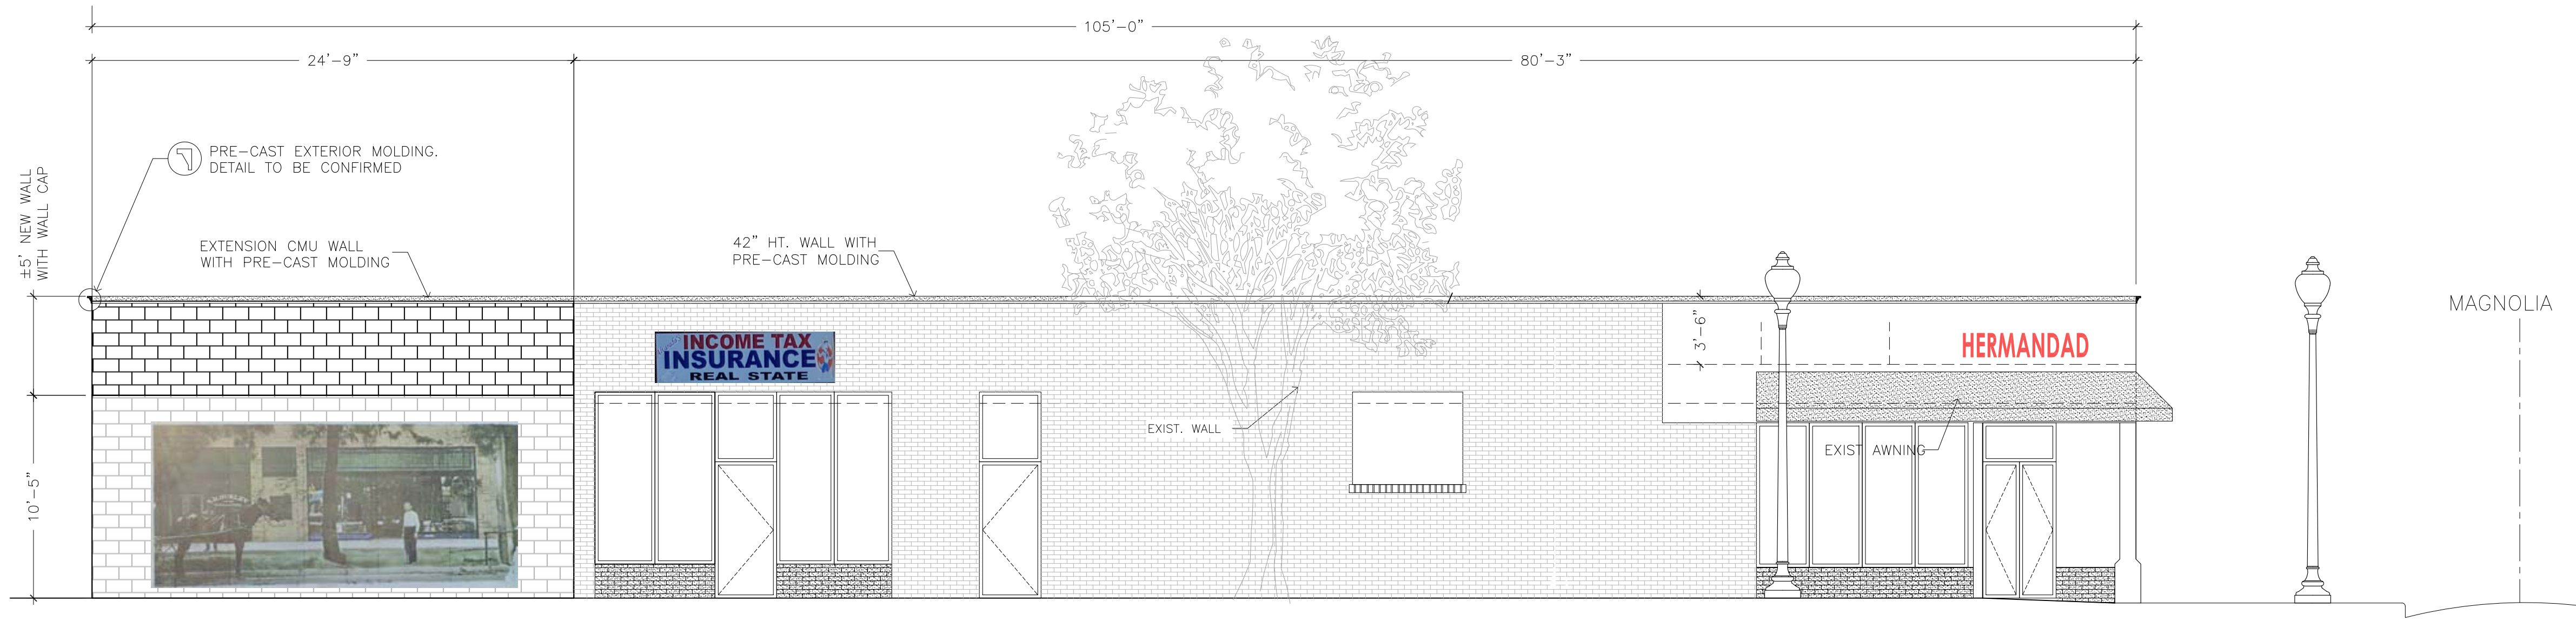 105'-0"
24'-9"
80'-3"
PRE-CAST EXTERIOR MOLDING.
DETAIL TO BE CONFIRMED
±5' NEW WALL
WITH WALL CAP
EXTENSION CMU WALL
WITH PRE-CAST MOLDING
42" HT. WALL WITH
PRE-CAST MOLDING
MAGNOLIA
3'-6"
HERMANDAD
INCOME TAX
INSURANCE
REAL STATE
EXIST. WALL
EXIST AWNING
10'-5"